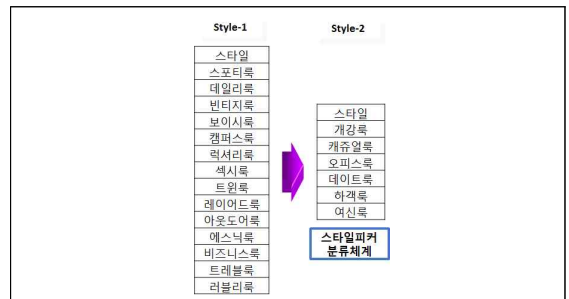 Style-1
스타일
스포티룩
데일리룩
빈티지룩
보이시룩
캠퍼스룩
럭셔리룩
섹시룩
트윈룩
레이어드룩
아웃도어룩
에스닉룩
비즈니스룩
트레블룩
러블리룩
Style-2
스타일
개강룩
캐쥬얼룩
오피스룩
데이트룩
하객룩
여신룩
스타일피커
분류체계